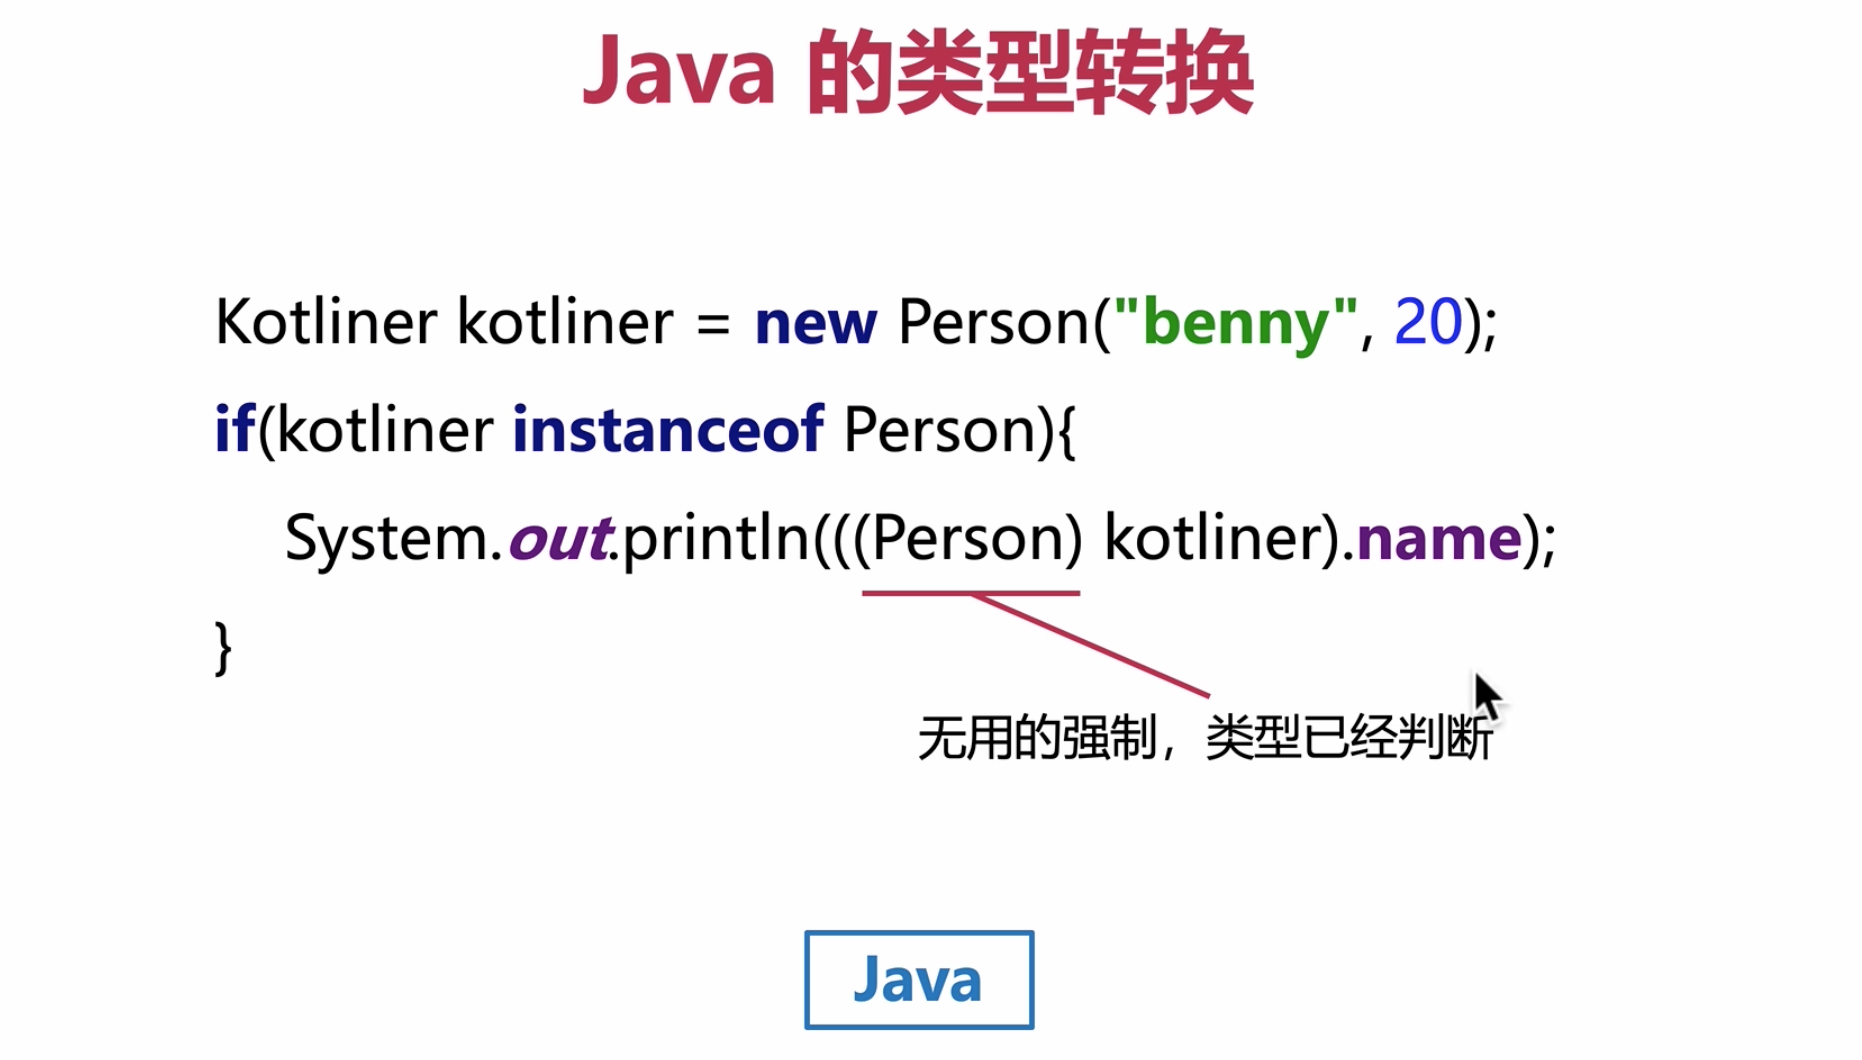 Java 的类型转换
Kotliner kotliner = new Person("benny", 20);
if(kotliner instanceof Person){
System.out.println(((Person) kotliner).name);
}
无用的强制，类型已经判断
Java